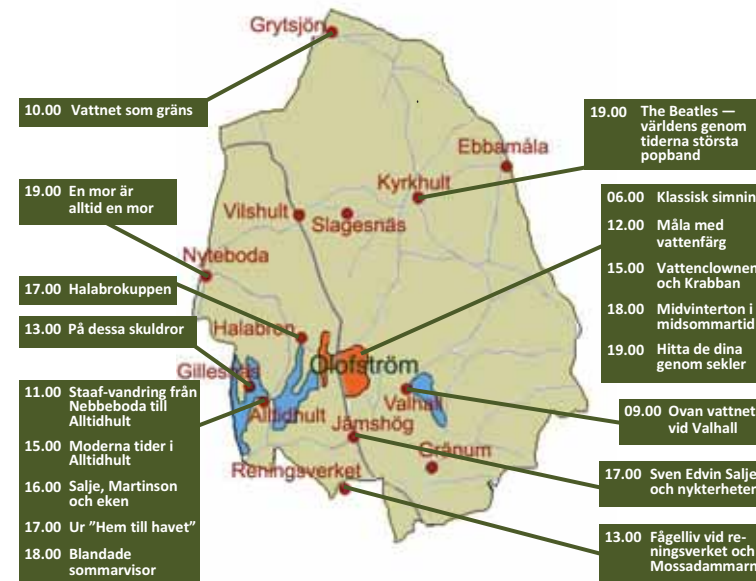 Grytsjön
10.00 Vattnet som gräns
19.00 The Beatles —
världens genom
tiderna största
popband
Ebbamåla
Kyrkhult
19.00 En mor är
alltid en mor
Vilshult
Slagesnäs
06.00 Klassisk simnin
12.00 Måla med
vattenfärg
15.00 Vattenclownen
och Krabban
18.00 Midvinterton i
midsommartid
19.00 Hitta de dina
genom sekler
Nyteboda
17.00 Halabrokuppen
13.00 På dessa skuldror
Halabron
Olofström
Gillesnäs
Alltidhult
Valhall
Jämshög
Gränum
Reningsverket
11.00 Staaf-vandring från
Nebbeboda till
Alltidhult
15.00 Moderna tider i
Alltidhult
16.00 Salje, Martinson
och eken
17.00 Ur ”Hem till havet”
18.00 Blandade
sommarvisor
09.00 Ovan vattnet
vid Valhall
17.00 Sven Edvin Salje
och nykterheten
13.00 Fågelliv vid re-
ningsverket och
Mossadammarn